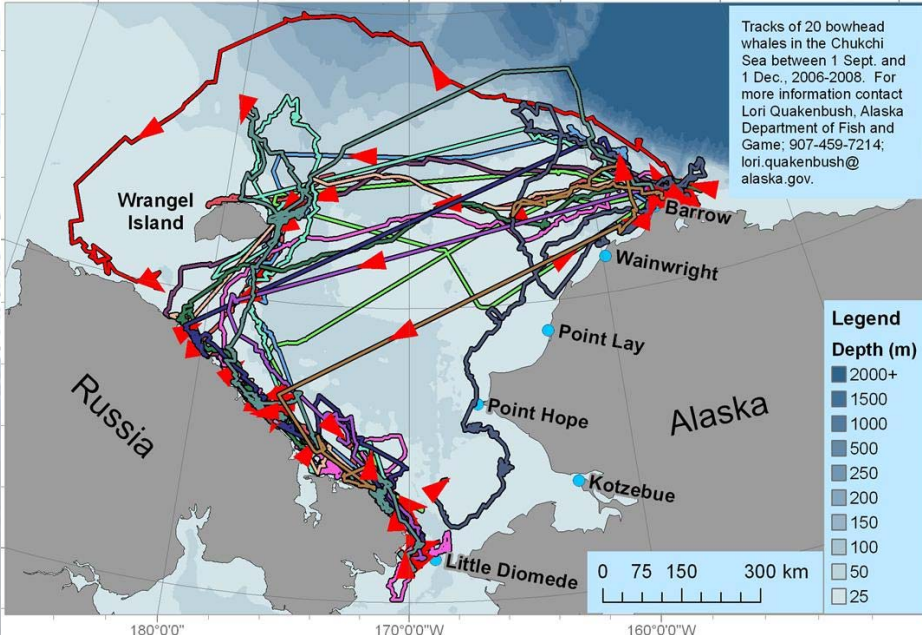 Tracks of 20 bowhead
whales in the Chukchi
Sea between 1 Sept. and
1 Dec., 2006-2008. For
more information contact
Lori Quakenbush, Alaska
Department of Fish and
Game; 907-459-7214;
lori.quakenbush@
alaska.gov.
Wrangel
Island
Barrow
Wainwright
Point Lay
Point Hope
Kotzebue
Little Diomede
Russia
Alaska
Legend
Depth (m)
2000+
1500
1000
500
250
200
150
100
50
25
0 75 150 300 km
180°0'0" 170°0'0"W 160°0'0"W